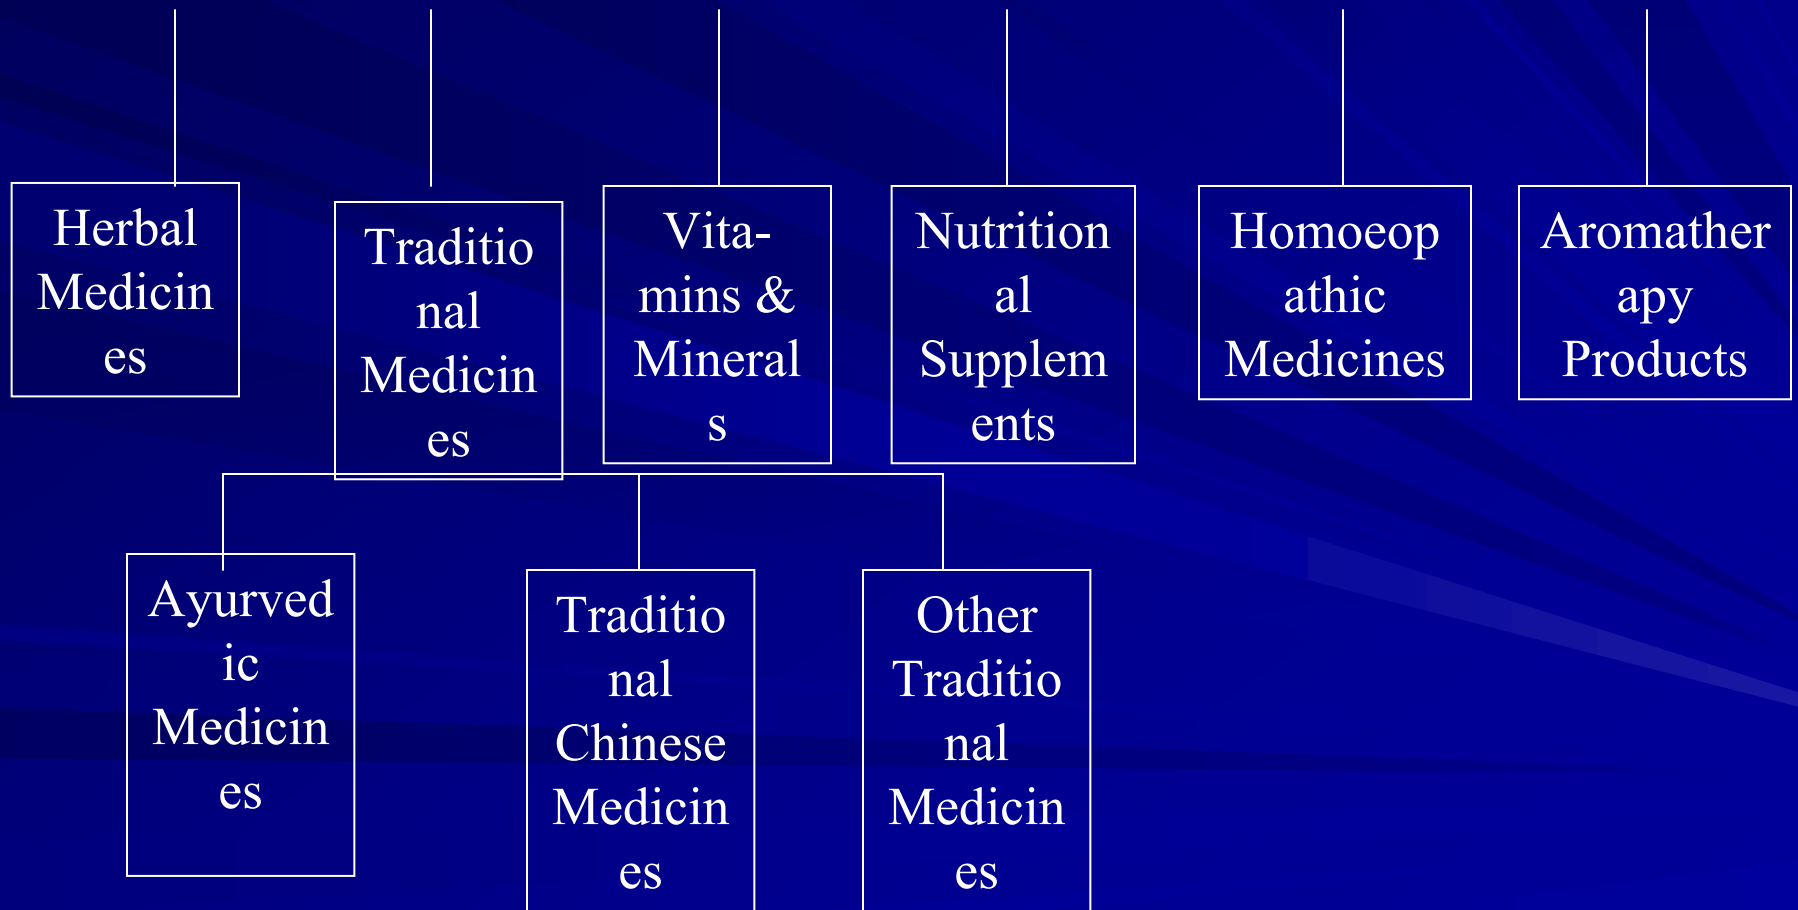 Herbal
Medicin
es
Traditio
nal
Medicin
es
Vita-
mins &
Mineral
s
Nutrition
al
Supplem
ents
Homoeop
athic
Medicines
Aromather
apy
Products
Ayurved
ic
Medicin
es
Traditio
nal
Chinese
Medicin
es
Other
Traditio
nal
Medicin
es